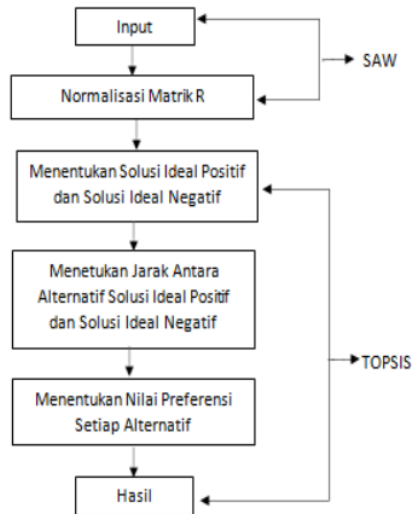 Input
SAW
Normalisasi Matrik R
Menentukan Solusi Ideal Positif
dan Solusi Ideal Negatif
Menetukan Jarak Antara
Alternatif Solusi Ideal Positif
dan Solusi Ideal Negatif
TOPSIS
Menentukan Nilai Preferensi
Setiap Alternatif
Hasil